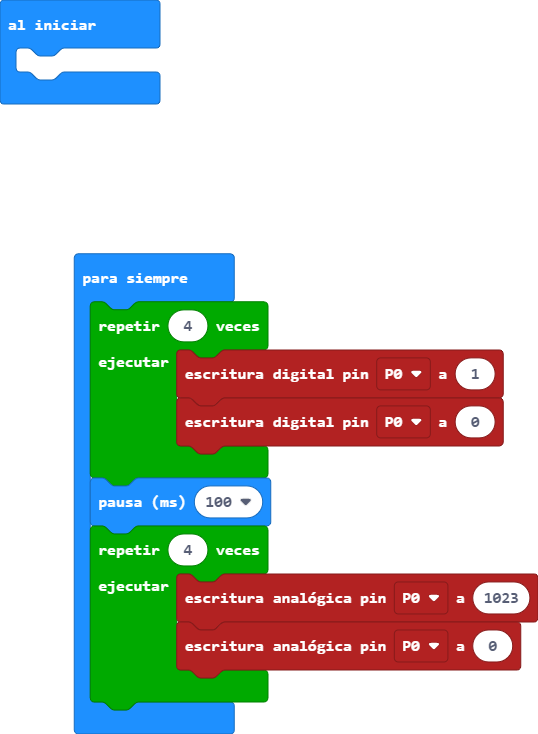 al iniciar
para siempre
repetir 4 veces
ejecutar
escritura digital pin P0 a 1
escritura digital pin P0 a 0
pausa (ms) 100
repetir 4 veces
ejecutar
escritura analógica pin P0 a 1023
escritura analógica pin P0 a 0